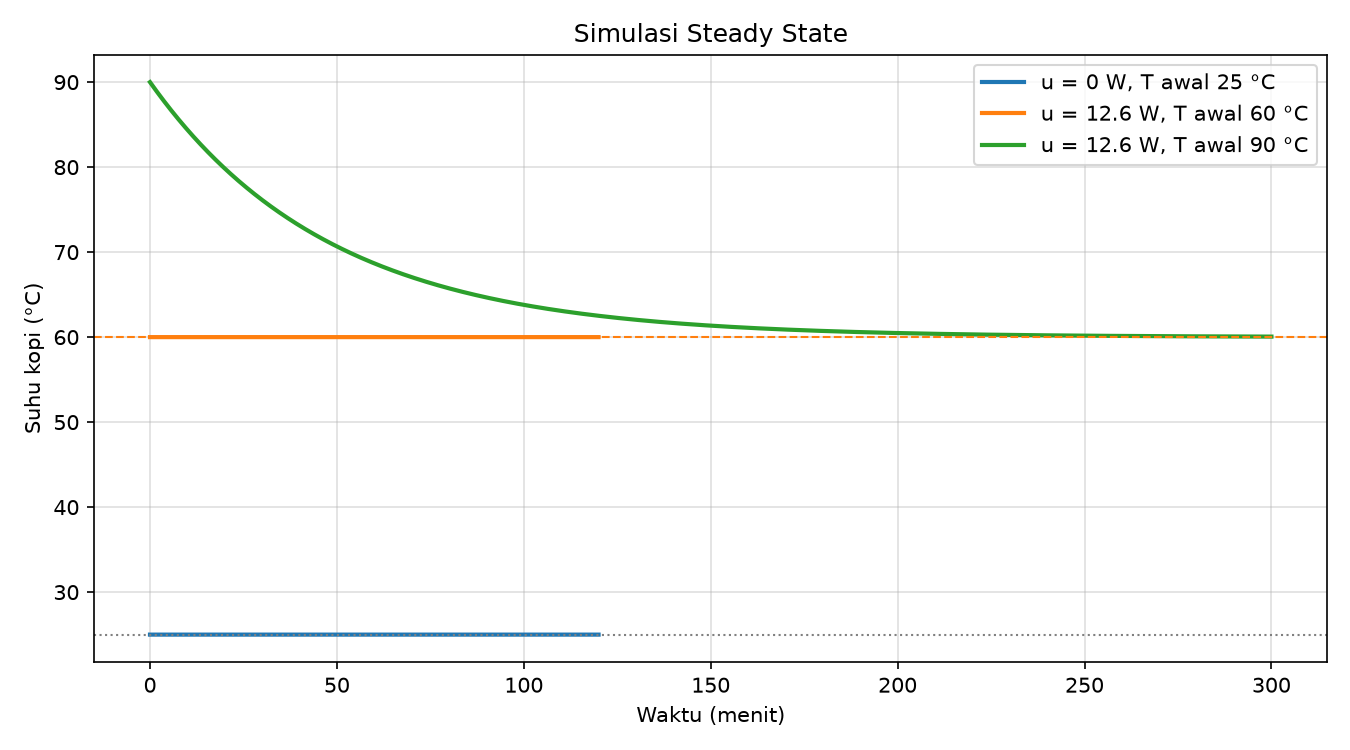 Simulasi Steady State
u = 0 W, T awal 25 °C
u = 12.6 W, T awal 60 °C
u = 12.6 W, T awal 90 °C
Suhu kopi (°C)
90
80
70
60
50
40
30
0
50
100
150
200
250
300
Waktu (menit)